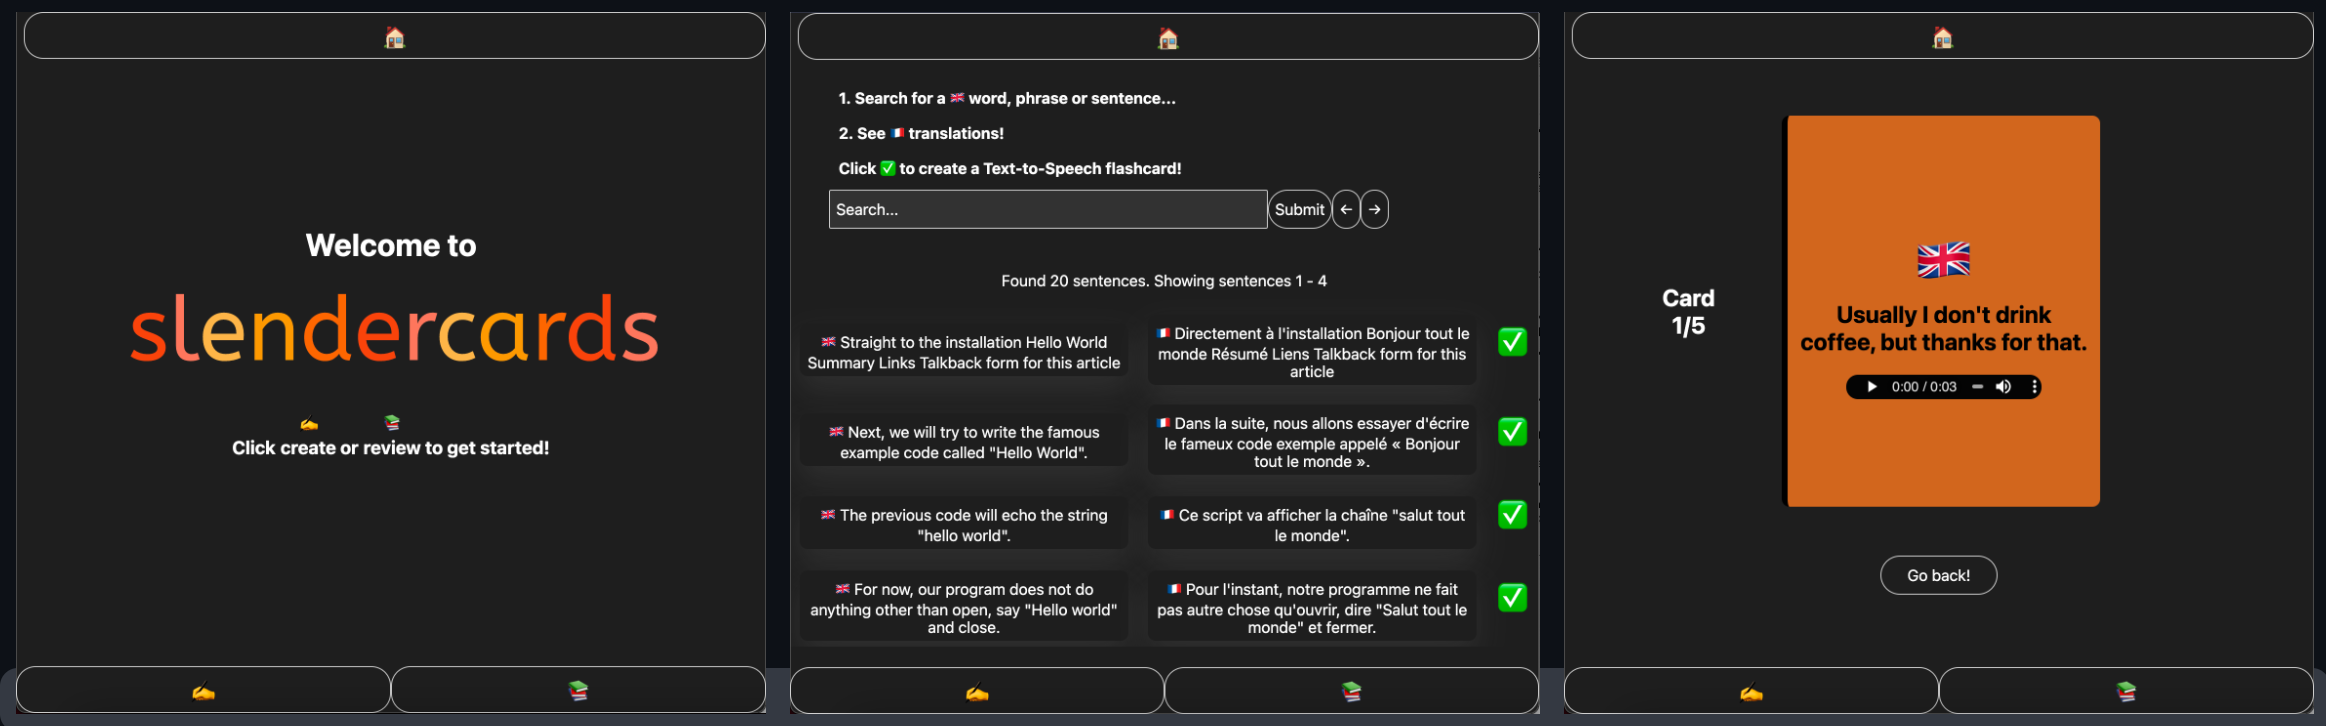 Welcome to
slendercards
Click create or review to get started!
1. Search for a 🇬🇧 word, phrase or sentence...
2. See 🇫🇷 translations!
Click ✅ to create a Text-to-Speech flashcard!
Search...
Submit
←
→
Found 20 sentences. Showing sentences 1 - 4
🇬🇧 Straight to the installation Hello World
Summary Links Talkback form for this article
🇫🇷 Directement à l'installation Bonjour tout le
monde Résumé Liens Talkback form for this
article
🇬🇧 Next, we will try to write the famous
example code called "Hello World".
🇫🇷 Dans la suite, nous allons essayer d'écrire
le fameux code exemple appelé « Bonjour
tout le monde ».
🇬🇧 The previous code will echo the string
"hello world".
🇫🇷 Ce script va afficher la chaîne "salut tout
le monde".
🇬🇧 For now, our program does not do
anything other than open, say "Hello world"
and close.
🇫🇷 Pour l'instant, notre programme ne fait
pas autre chose qu'ouvrir, dire "Salut tout le
monde" et fermer.
Card
1/5
Usually I don't drink
coffee, but thanks for that.
0:00 / 0:03
Go back!